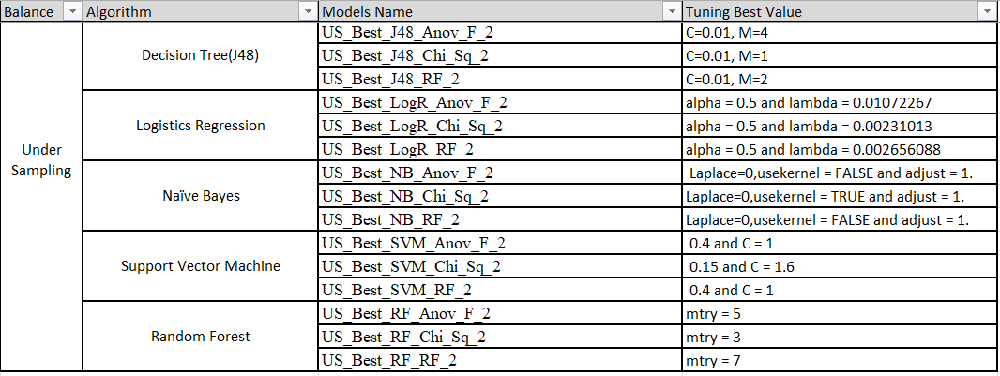 Balance Algorithm Models Name Tuning Best Value
Under
Sampling
Decision Tree(J48)
US_Best_J48_Anov_F_2 C=0.01, M=4
US_Best_J48_Chi_Sq_2 C=0.01, M=1
US_Best_J48_RF_2 C=0.01, M=2
Logistics Regression
US_Best_LogR_Anov_F_2 alpha = 0.5 and lambda = 0.01072267
US_Best_LogR_Chi_Sq_2 alpha = 0.5 and lambda = 0.00231013
US_Best_LogR_RF_2 alpha = 0.5 and lambda = 0.002656088
Naïve Bayes
US_Best_NB_Anov_F_2 Laplace=0,usekernel = FALSE and adjust = 1.
US_Best_NB_Chi_Sq_2 Laplace=0,usekernel = TRUE and adjust = 1.
US_Best_NB_RF_2 Laplace=0,usekernel = FALSE and adjust = 1.
Support Vector Machine
US_Best_SVM_Anov_F_2 0.4 and C = 1
US_Best_SVM_Chi_Sq_2 0.15 and C = 1.6
US_Best_SVM_RF_2 0.4 and C = 1
Random Forest
US_Best_RF_Anov_F_2 mtry = 5
US_Best_RF_Chi_Sq_2 mtry = 3
US_Best_RF_RF_2 mtry = 7